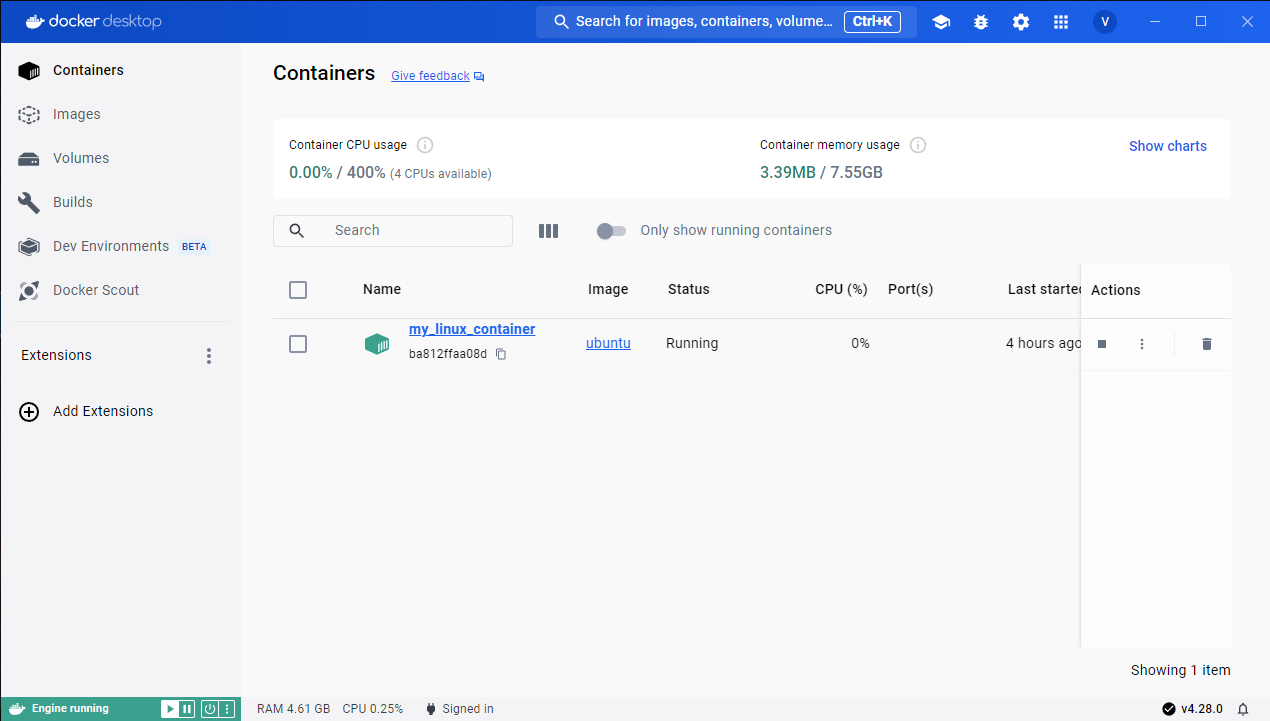 docker desktop
Search for images, containers, volume... Ctrl+K
V
Containers
Images
Volumes
Builds
Dev Environments BETA
Docker Scout
Extensions
Add Extensions
Containers Give feedback
Container CPU usage
0.00% / 400% (4 CPUs available)
Container memory usage
3.39MB / 7.55GB
Show charts
Search
Only show running containers
Name Image Status CPU (%) Port(s) Last started Actions
my_linux_container
ba812ffaa08d
ubuntu Running 0% 4 hours ago
Showing 1 item
Engine running
RAM 4.61 GB CPU 0.25% Signed in
v4.28.0